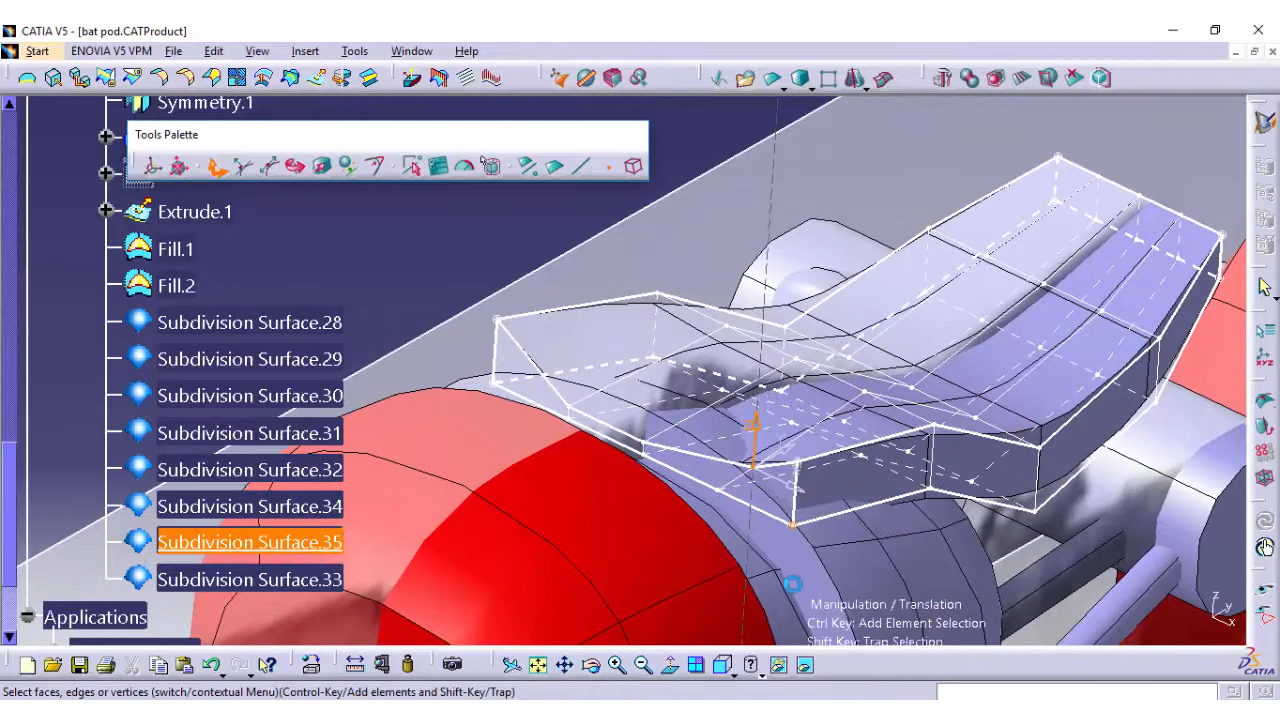 CATIA V5 - [bat pod.CATProduct]
Start ENOVIA V5 VPM File Edit View Insert Tools Window Help
Symmetry.1
Tools Palette
Extrude.1
Fill.1
Fill.2
Subdivision Surface.28
Subdivision Surface.29
Subdivision Surface.30
Subdivision Surface.31
Subdivision Surface.32
Subdivision Surface.34
Subdivision Surface.35
Subdivision Surface.33
Applications
Manipulation / Translation
Ctrl Key: Add Element Selection
Shift Key: Trap Selection
z
y
x
CATIA
Select faces, edges or vertices (switch/contextual Menu)(Control-Key/Add elements and Shift-Key/Trap)